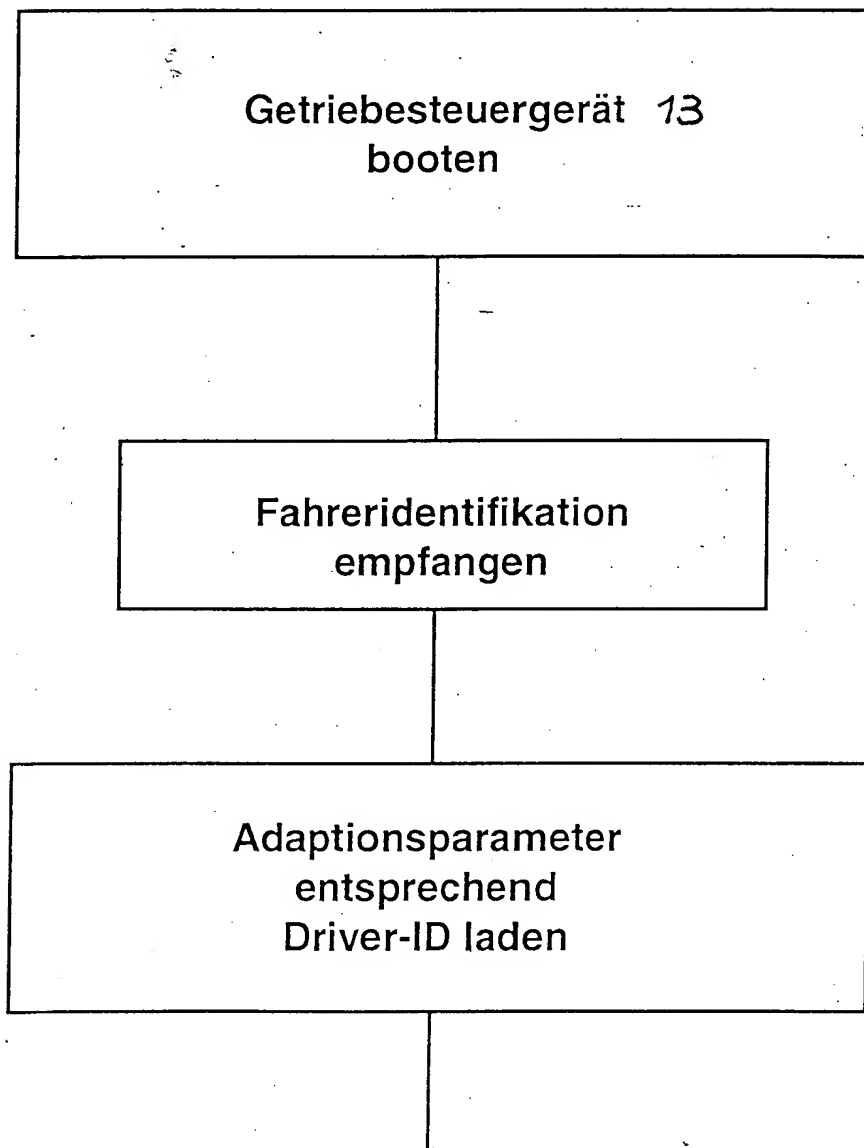 Getriebesteuergerät 13
booten
Fahreridentifikation
empfangen
Adaptionsparameter
entsprechend
Driver-ID laden